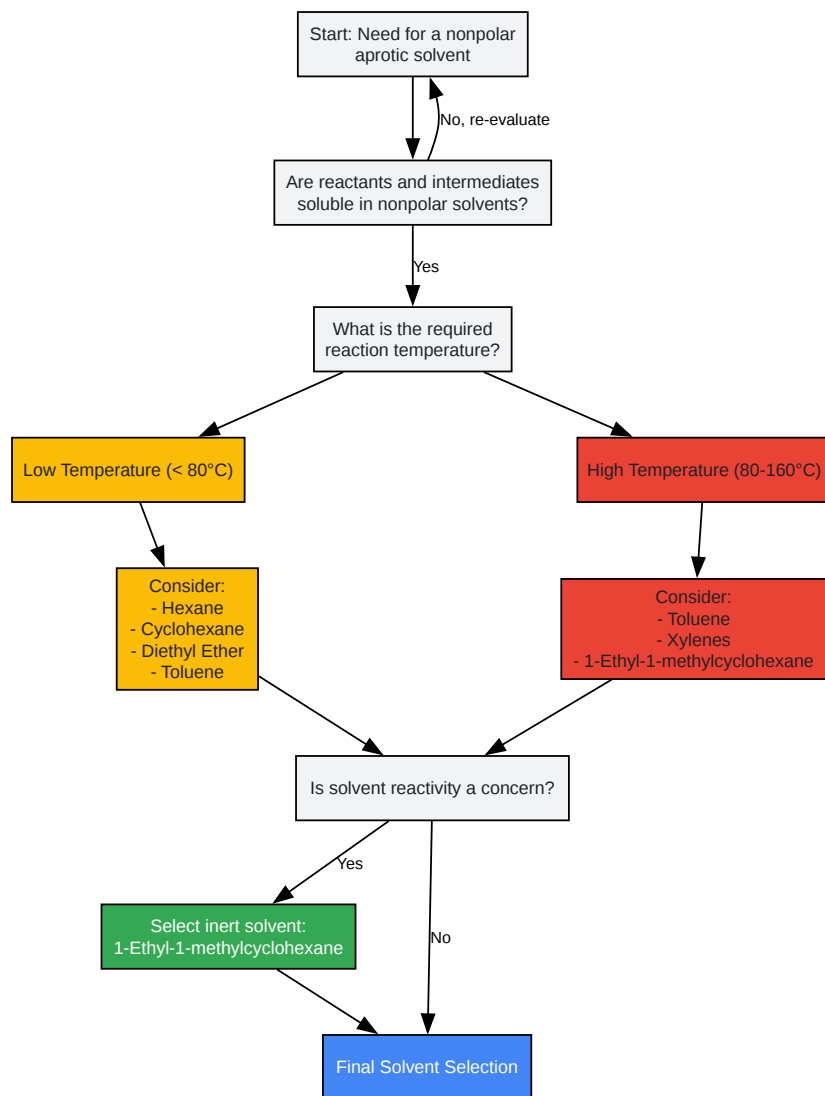 Start: Need for a nonpolar
aprotic solvent
No, re-evaluate
Are reactants and intermediates
soluble in nonpolar solvents?
Yes
What is the required
reaction temperature?
Low Temperature (< 80°C)
High Temperature (80-160°C)
Consider:
- Hexane
- Cyclohexane
- Diethyl Ether
- Toluene
Consider:
- Toluene
- Xylenes
- 1-Ethyl-1-methylcyclohexane
Is solvent reactivity a concern?
Yes
Select inert solvent:
1-Ethyl-1-methylcyclohexane
No
Final Solvent Selection